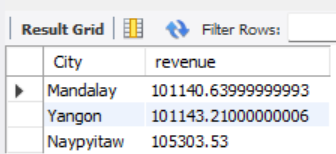 Result Grid Filter Rows:
City revenue
Mandalay 101140.63999999993
Yangon 101143.21000000006
Naypyitaw 105303.53